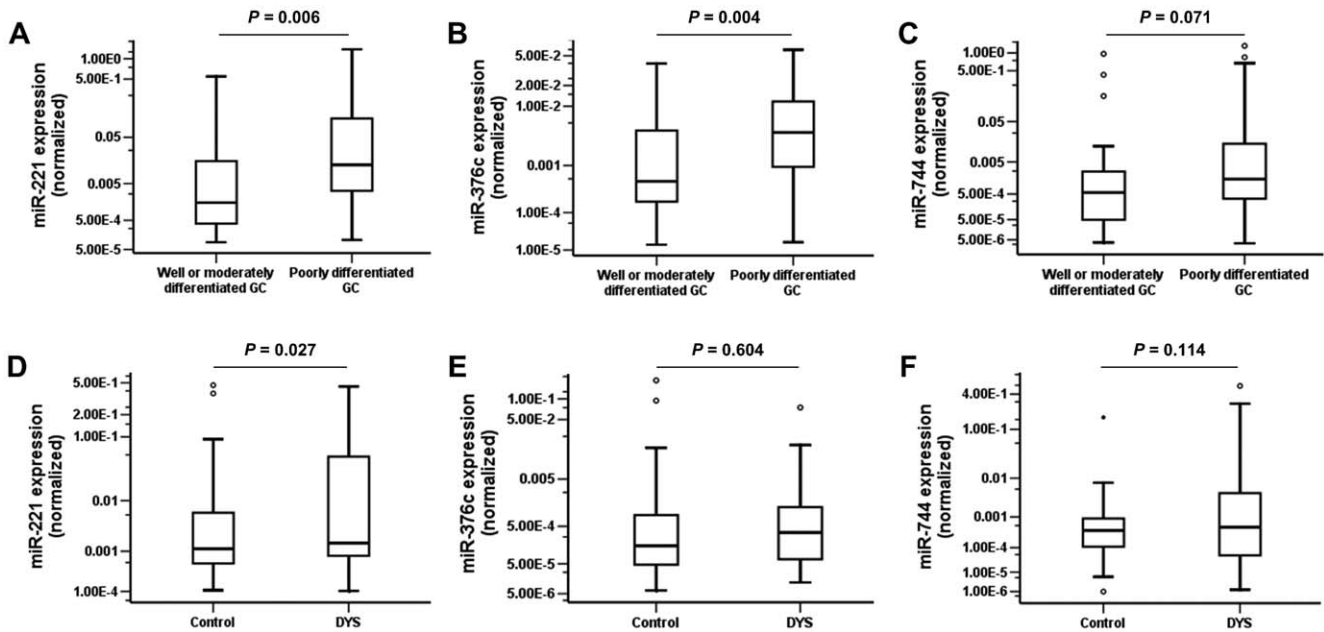 A
P = 0.006
miR-221 expression
(normalized)
1.00E0
5.00E-1
0.05
0.005
5.00E-4
5.00E-5
Well or moderately
differentiated GC
Poorly differentiated
GC
B
P = 0.004
miR-376c expression
(normalized)
5.00E-2
2.00E-2
1.00E-2
0.001
1.00E-4
1.00E-5
Well or moderately
differentiated GC
Poorly differentiated
GC
C
P = 0.071
miR-744 expression
(normalized)
1.00E0
5.00E-1
0.05
0.005
5.00E-4
5.00E-5
5.00E-6
Well or moderately
differentiated GC
Poorly differentiated
GC
D
P = 0.027
miR-221 expression
(normalized)
5.00E-1
2.00E-1
1.00E-1
0.01
0.001
1.00E-4
Control
DYS
E
P = 0.604
miR-376c expression
(normalized)
1.00E-1
5.00E-2
0.005
5.00E-4
5.00E-5
5.00E-6
Control
DYS
F
P = 0.114
miR-744 expression
(normalized)
4.00E-1
1.00E-1
0.01
0.001
1.00E-4
1.00E-5
1.00E-6
Control
DYS